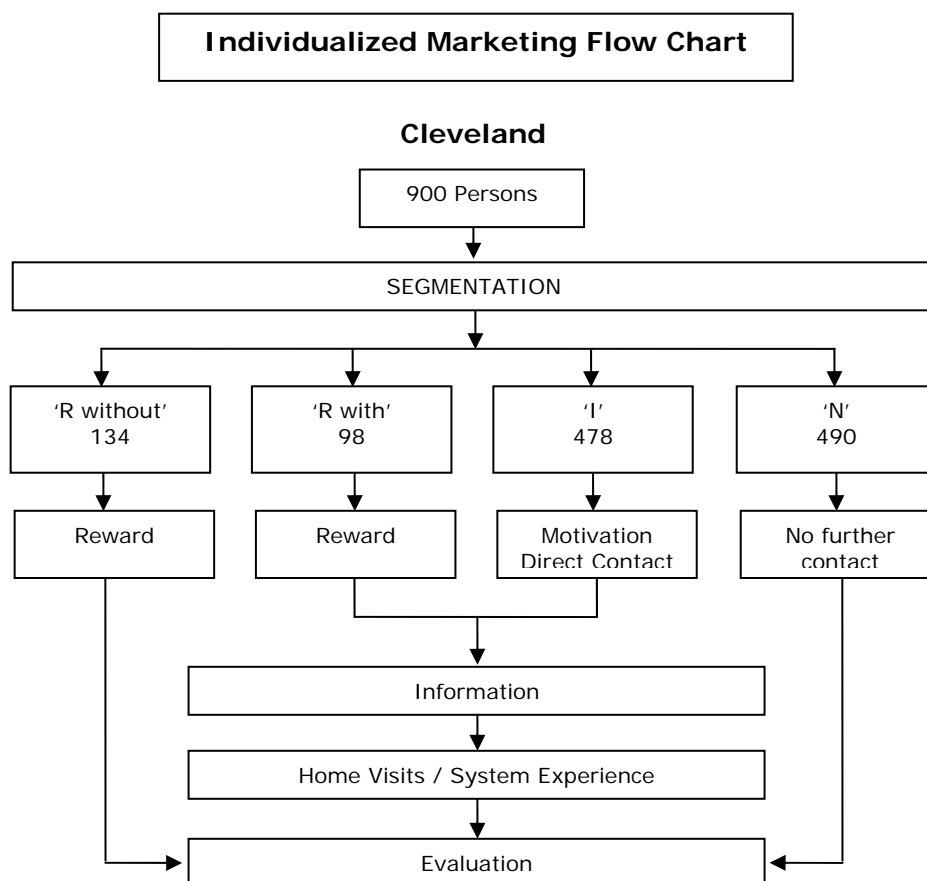 Individualized Marketing Flow Chart
Cleveland
900 Persons
SEGMENTATION
‘R without’
134
‘R with’
98
‘I’
478
‘N’
490
Reward
Reward
Motivation
Direct Contact
No further
contact
Information
Home Visits / System Experience
Evaluation